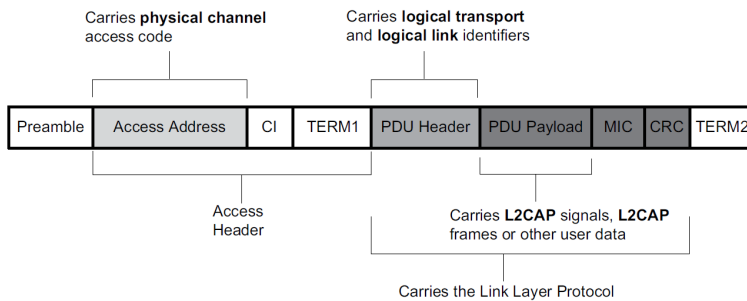 Carries physical channel
access code
Carries logical transport
and logical link identifiers
Preamble Access Address CI TERM1 PDU Header PDU Payload MIC CRC TERM2
Access
Header
Carries L2CAP signals, L2CAP
frames or other user data
Carries the Link Layer Protocol